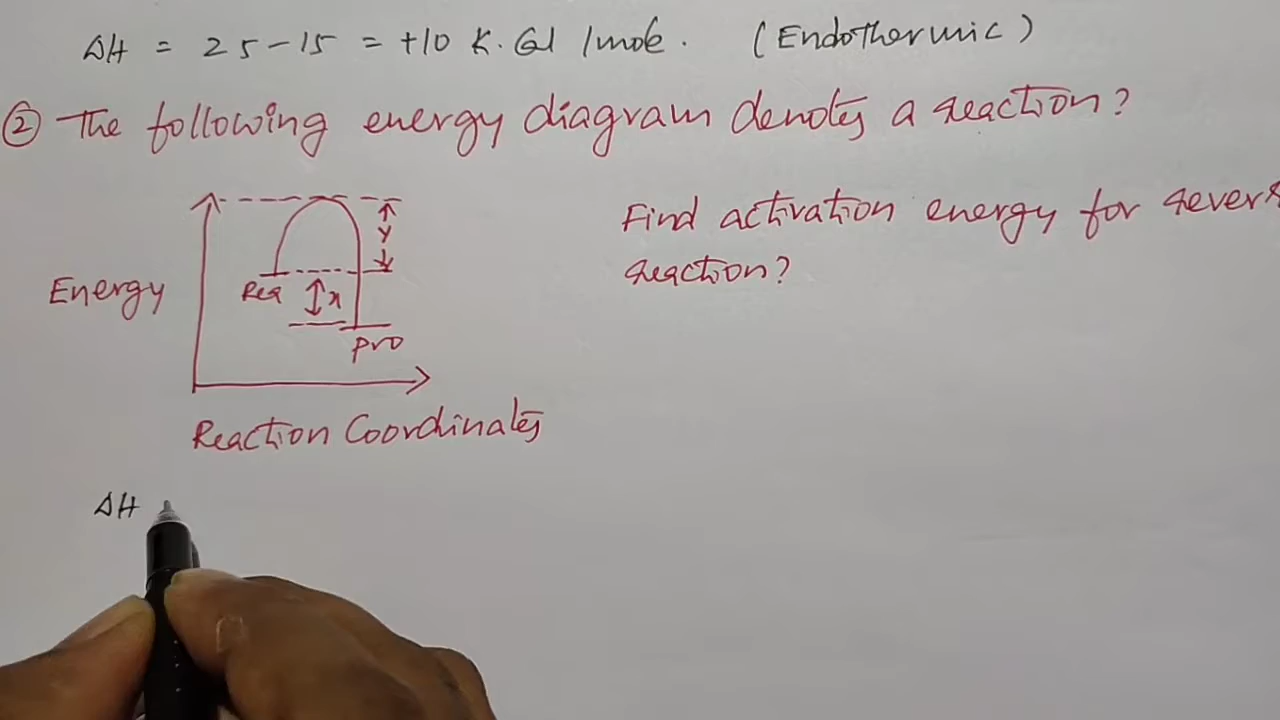 ΔH = 25-15 = +10 K.Cal /mole. (Endothermic)
② The following energy diagram denotes a reaction?
Find activation energy for revers
reaction?
y
Energy
Rea
x
pro
Reaction Coordinates
ΔH